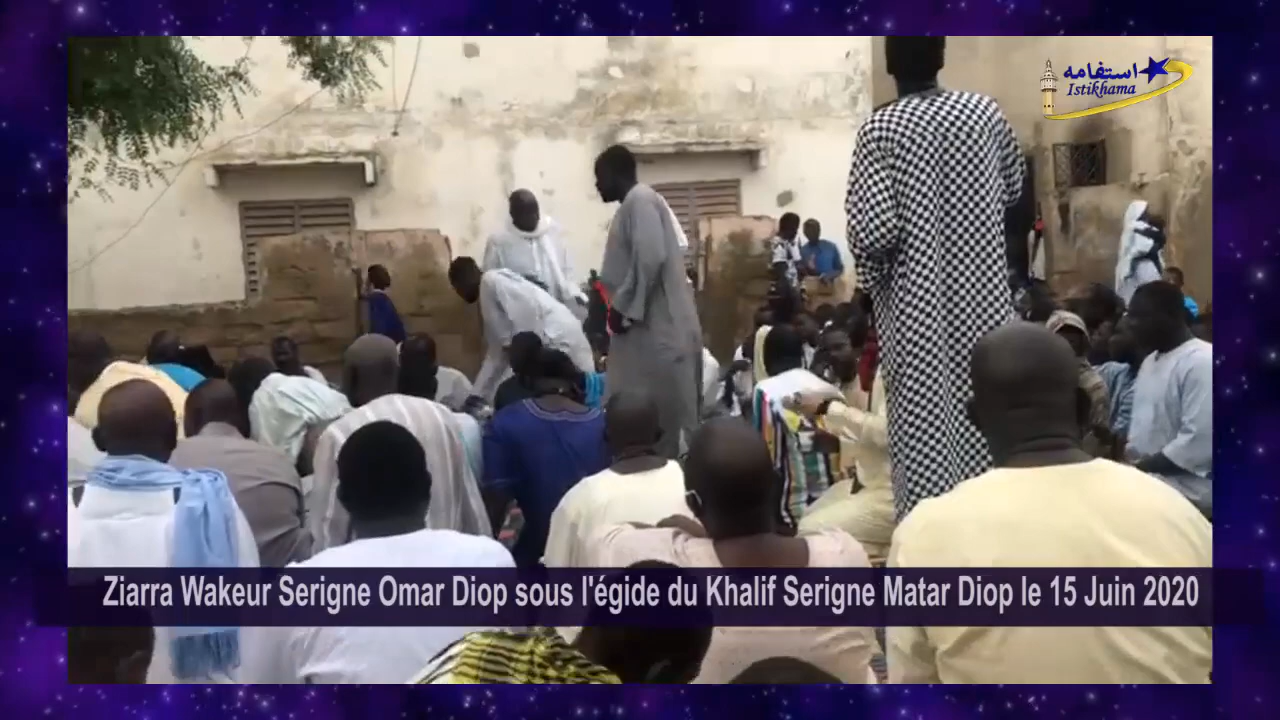 استقامه
Istikhama
Ziarra Wakeur Serigne Omar Diop sous l'égide du Khalif Serigne Matar Diop le 15 Juin 2020